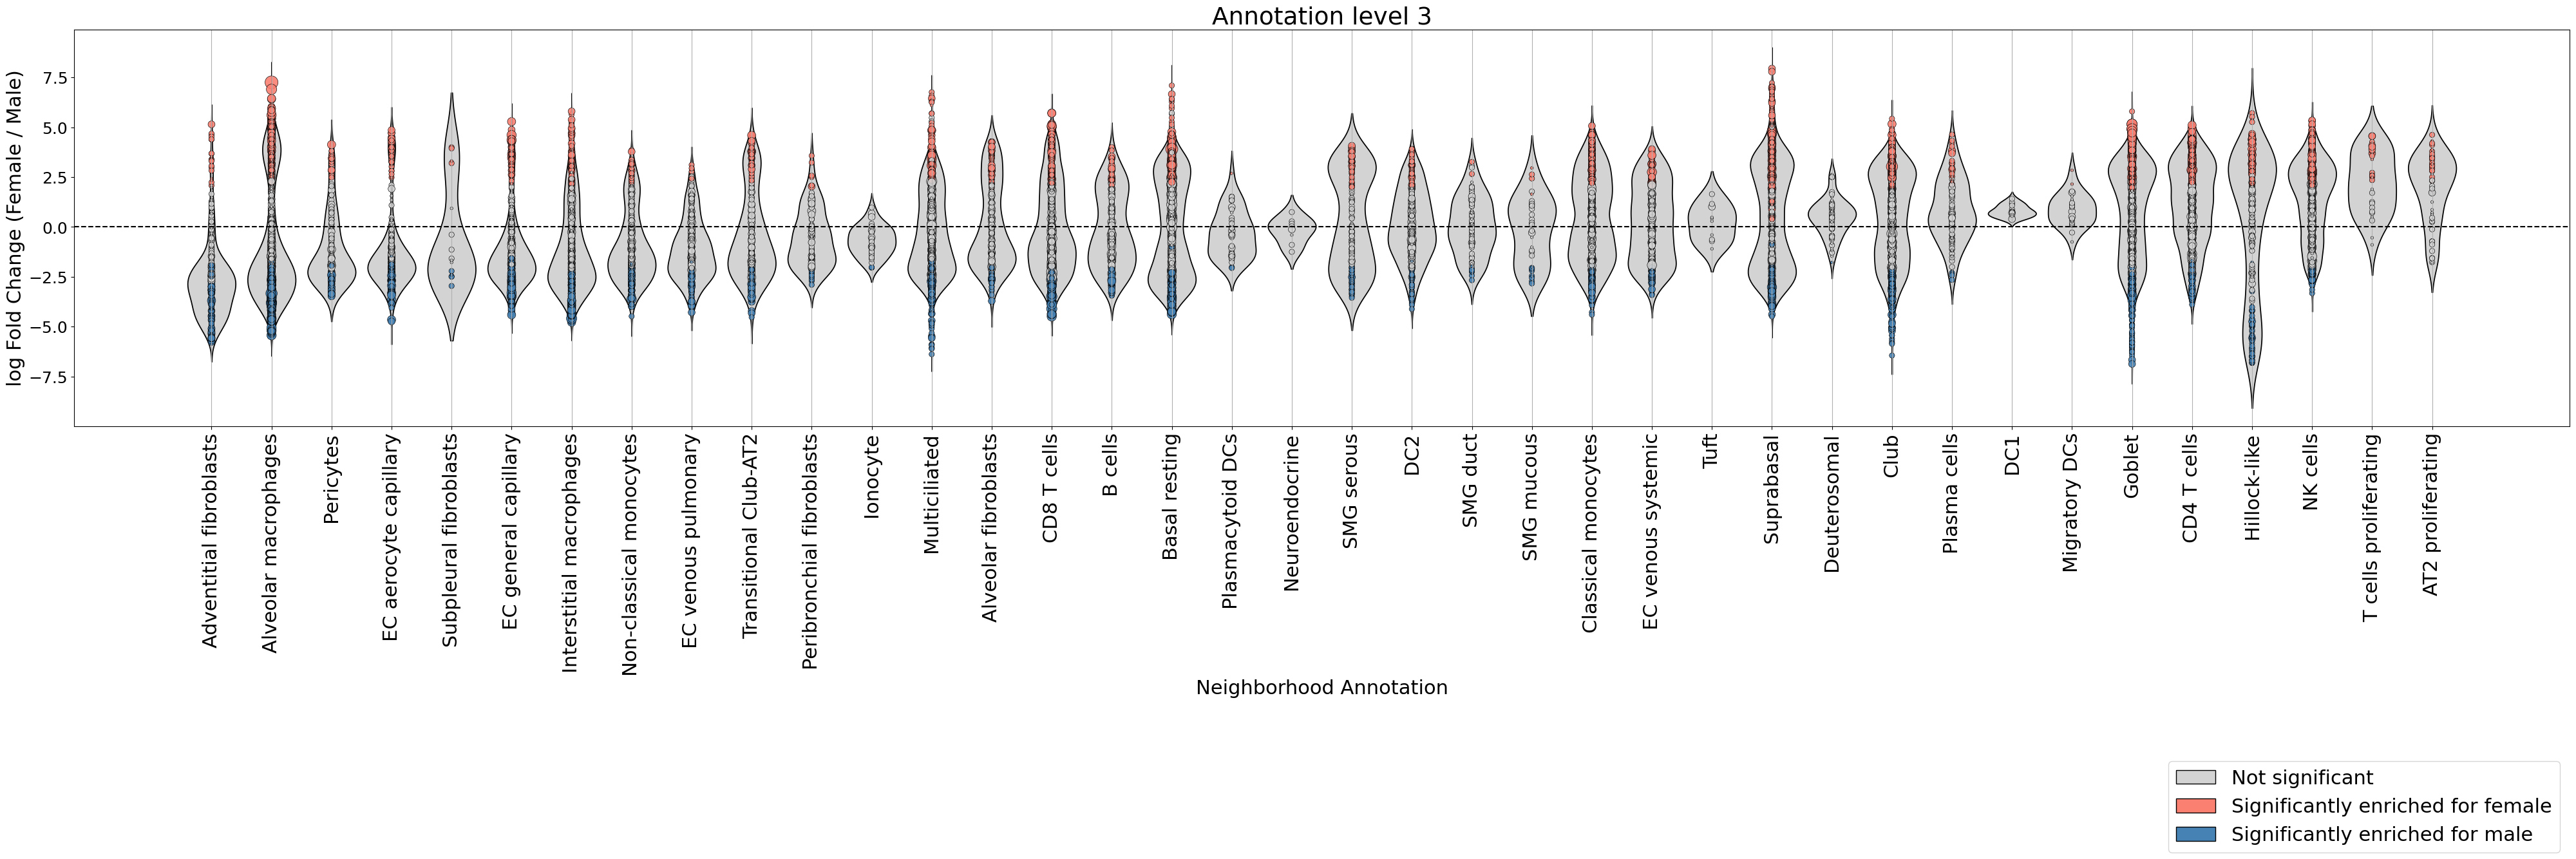 Annotation level 3
log Fold Change (Female / Male)
7.5
5.0
2.5
0.0
−2.5
−5.0
−7.5
Adventitial fibroblasts
Alveolar macrophages
Pericytes
EC aerocyte capillary
Subpleural fibroblasts
EC general capillary
Interstitial macrophages
Non-classical monocytes
EC venous pulmonary
Transitional Club-AT2
Peribronchial fibroblasts
Ionocyte
Multiciliated
Alveolar fibroblasts
CD8 T cells
B cells
Basal resting
Plasmacytoid DCs
Neuroendocrine
SMG serous
DC2
SMG duct
SMG mucous
Classical monocytes
EC venous systemic
Tuft
Suprabasal
Deuterosomal
Club
Plasma cells
DC1
Migratory DCs
Goblet
CD4 T cells
Hillock-like
NK cells
T cells proliferating
AT2 proliferating
Neighborhood Annotation
Not significant
Significantly enriched for female
Significantly enriched for male